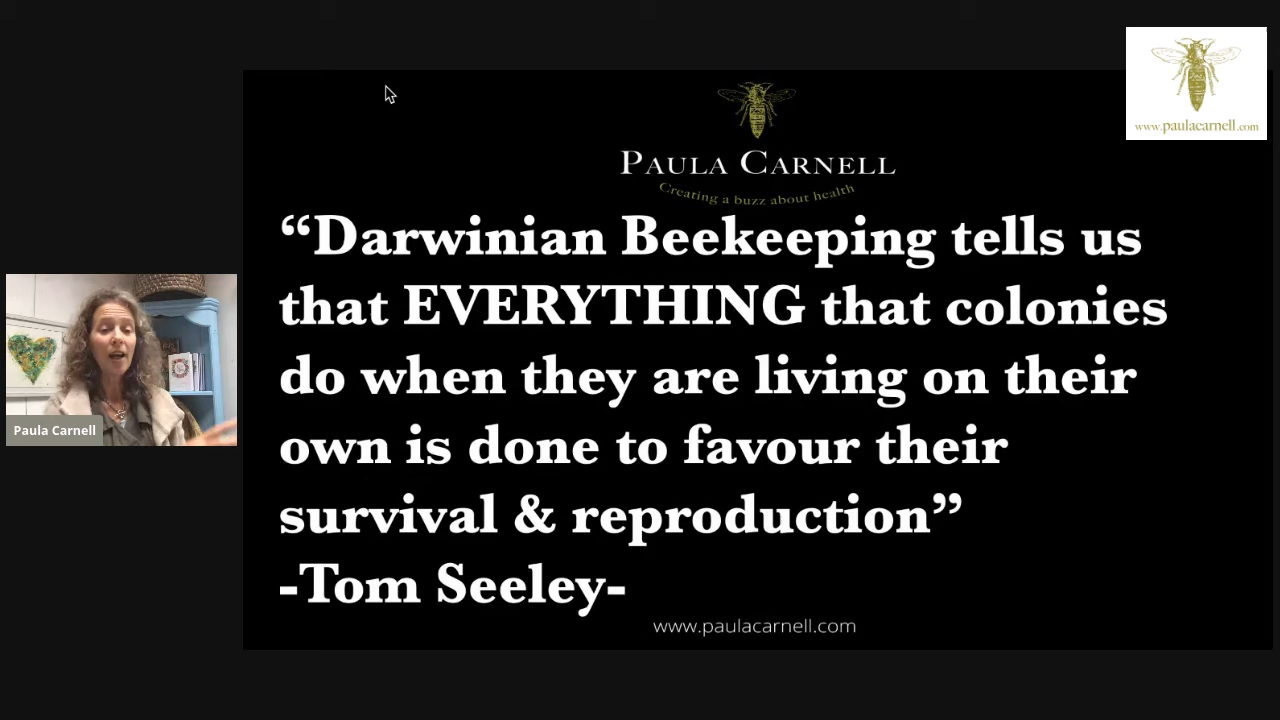 www.paulacarnell.com
PAULA CARNELL
Creating a buzz about health
“Darwinian Beekeeping tells us
that EVERYTHING that colonies
do when they are living on their
own is done to favour their
survival & reproduction”
-Tom Seeley-
www.paulacarnell.com
Paula Carnell